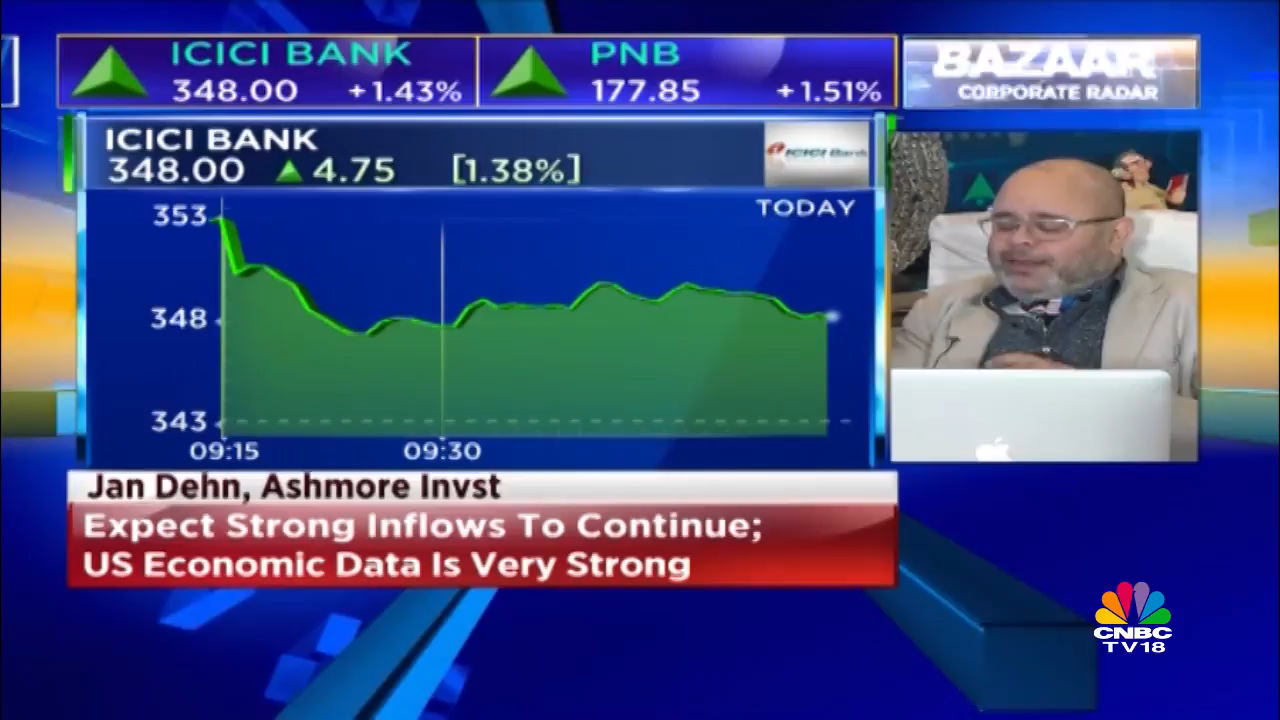 ICICI BANK
348.00 +1.43%
PNB
177.85 +1.51%
BAZAAR
CORPORATE RADAR
ICICI BANK
348.00 4.75 [1.38%]
ICICI Bank
TODAY
353
348
343
09:15 09:30
Jan Dehn, Ashmore Invst
Expect Strong Inflows To Continue;
US Economic Data Is Very Strong
CNBC
TV18